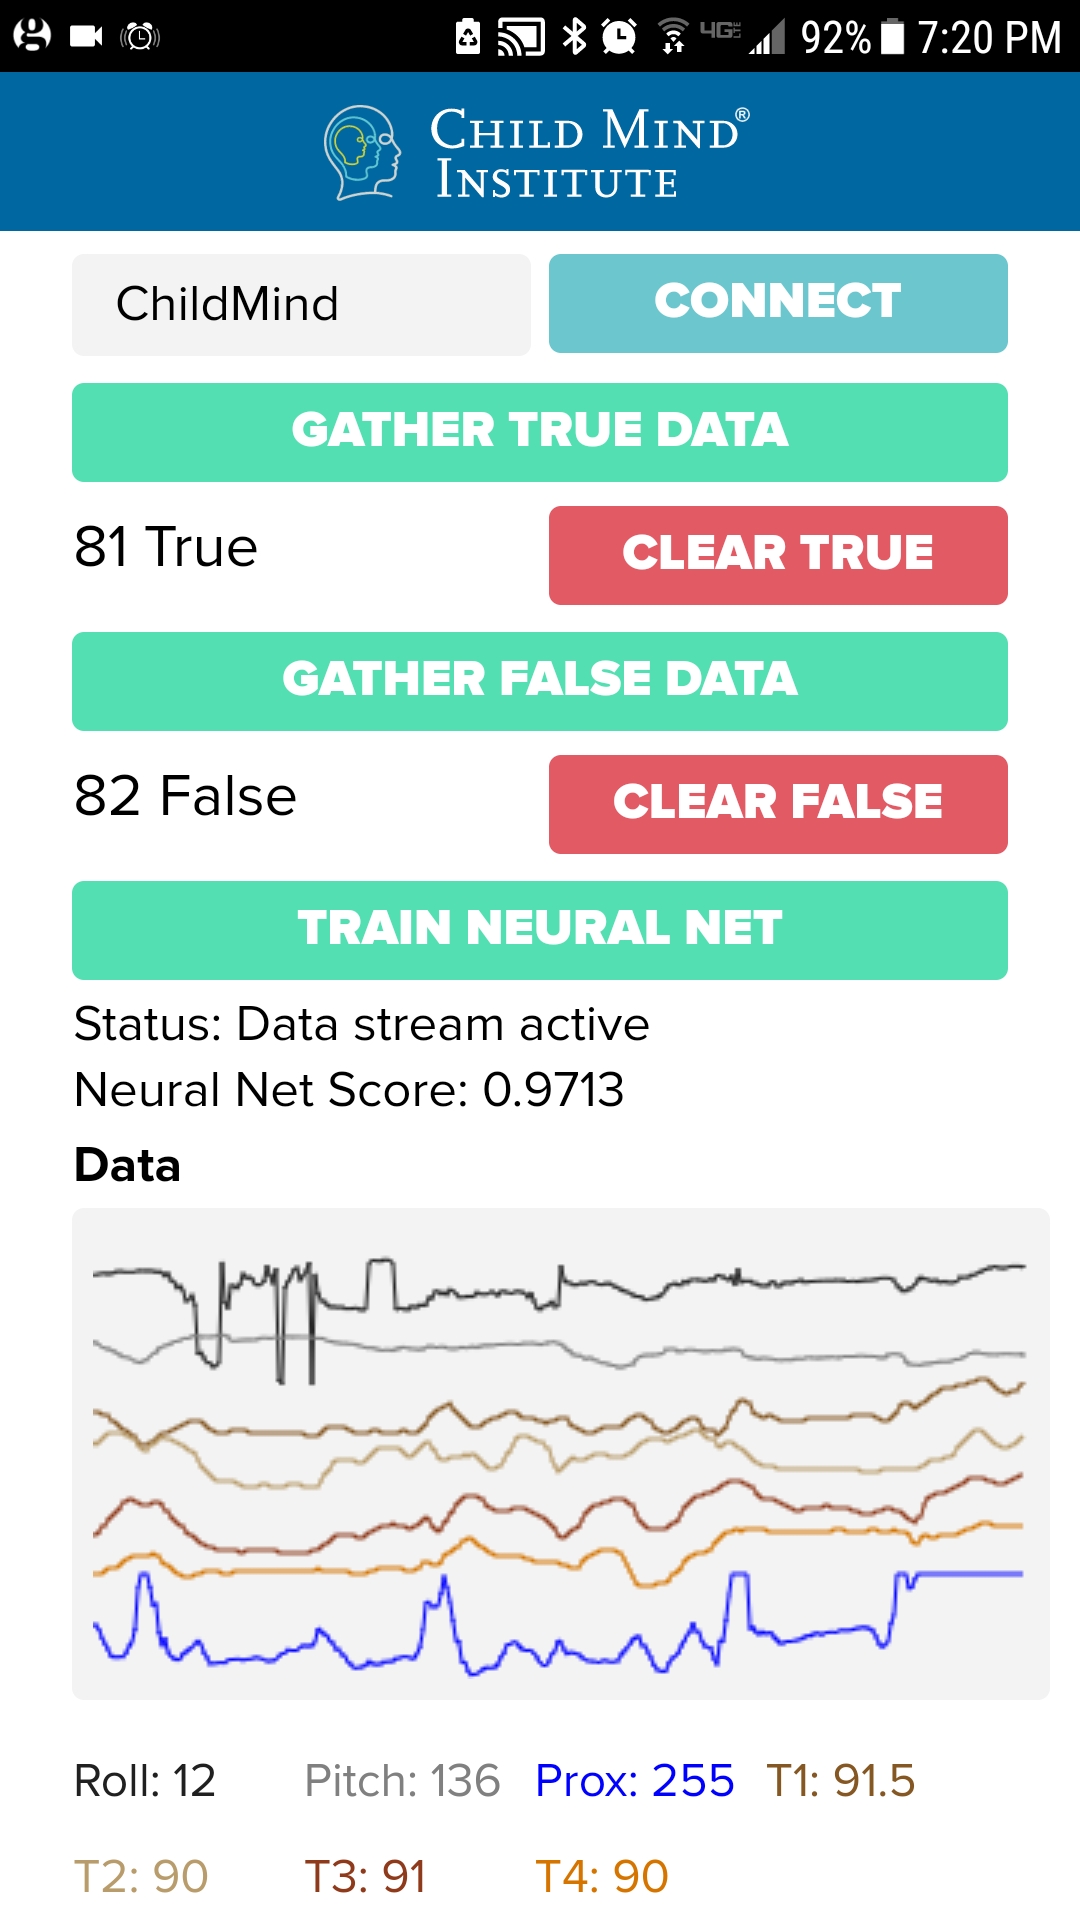 92% 7:20 PM
CHILD MIND®
INSTITUTE
ChildMind CONNECT
GATHER TRUE DATA
81 True CLEAR TRUE
GATHER FALSE DATA
82 False CLEAR FALSE
TRAIN NEURAL NET
Status: Data stream active
Neural Net Score: 0.9713
Data
Roll: 12 Pitch: 136 Prox: 255 T1: 91.5
T2: 90 T3: 91 T4: 90